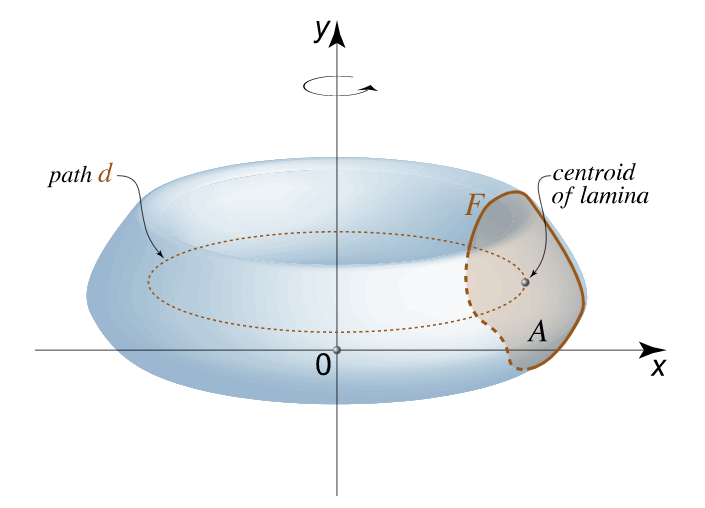 y
path d
F
centroid
of lamina
A
0
x